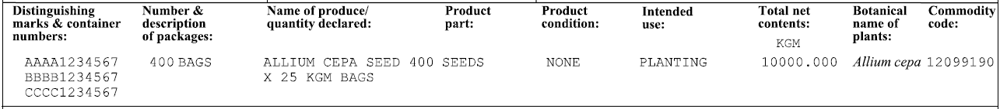 Distinguishing marks & container numbers: Number & description of packages: Name of produce/ quantity declared: Product part: Product condition: Intended use: Total net contents: Botanical name of plants: Commodity code:
KGM
AAAA1234567 400 BAGS ALLIUM CEPA SEED 400 SEEDS NONE PLANTING 10000.000 Allium cepa 12099190
BBBB1234567 X 25 KGM BAGS
CCCC1234567